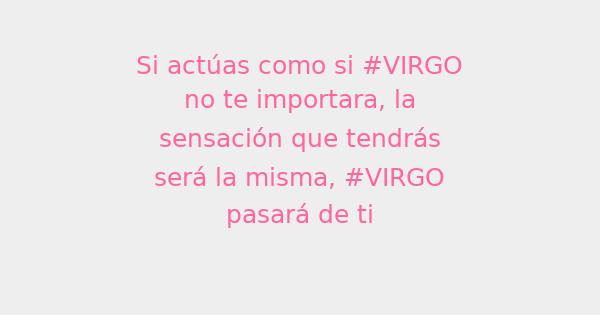 Si actúas como si #VIRGO
no te importara, la
sensación que tendrás
será la misma, #VIRGO
pasará de ti